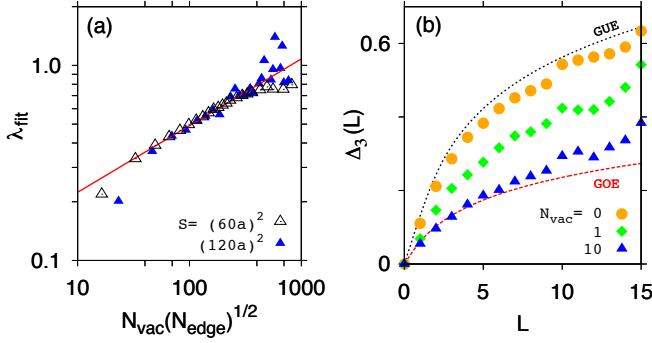 (a)
1.0
0.1
λfit
S= (60a)²
(120a)²
10
100
1000
Nvac(Nedge)^1/2
(b)
0.6
0
Δ₃(L)
GUE
GOE
Nvac= 0
1
10
0
5
10
15
L